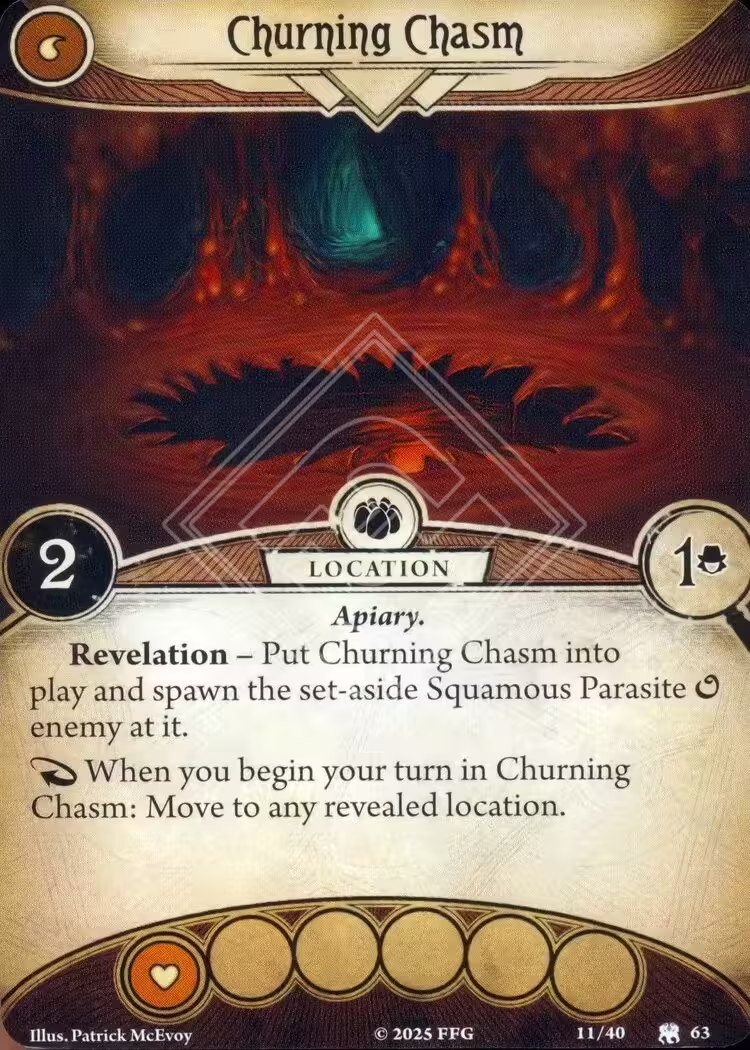 Churning Chasm
2
LOCATION
1
Apiary.
Revelation – Put Churning Chasm into
play and spawn the set-aside Squamous Parasite
enemy at it.
When you begin your turn in Churning
Chasm: Move to any revealed location.
Illus. Patrick McEvoy
© 2025 FFG
11/40
63